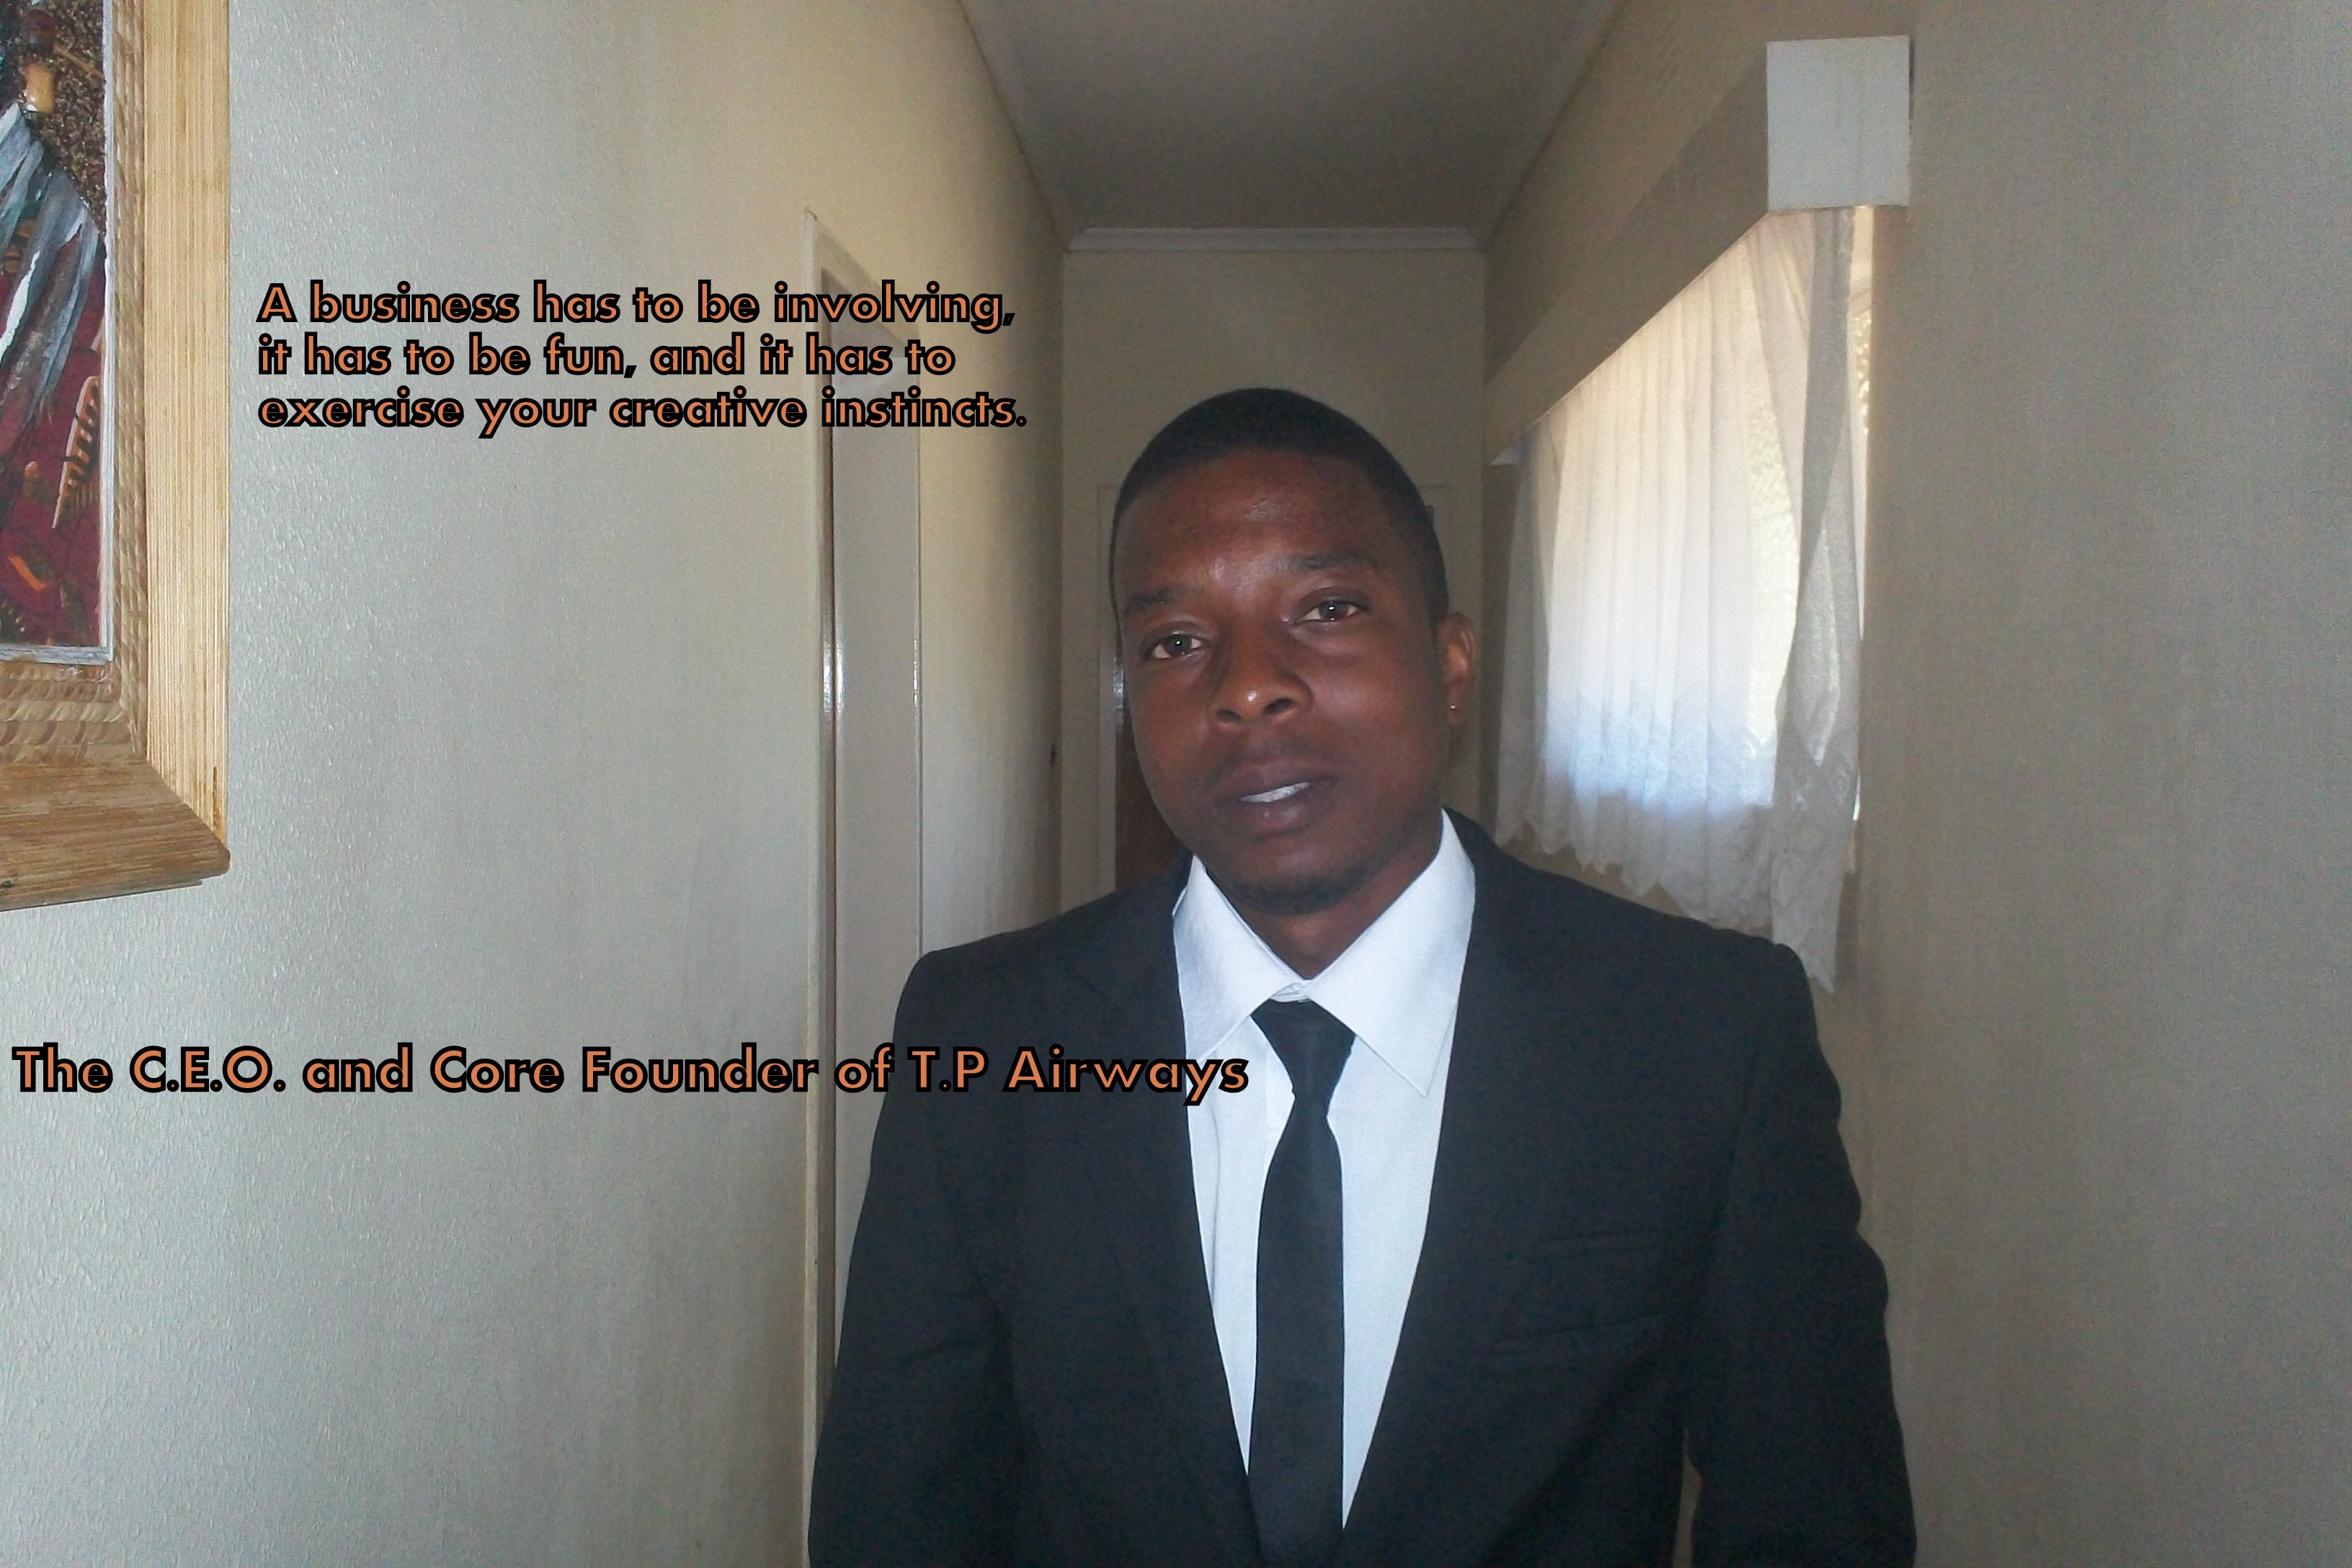 A business has to be involving,
it has to be fun, and it has to
exercise your creative instincts.
The C.E.O. and Core Founder of T.P Airways